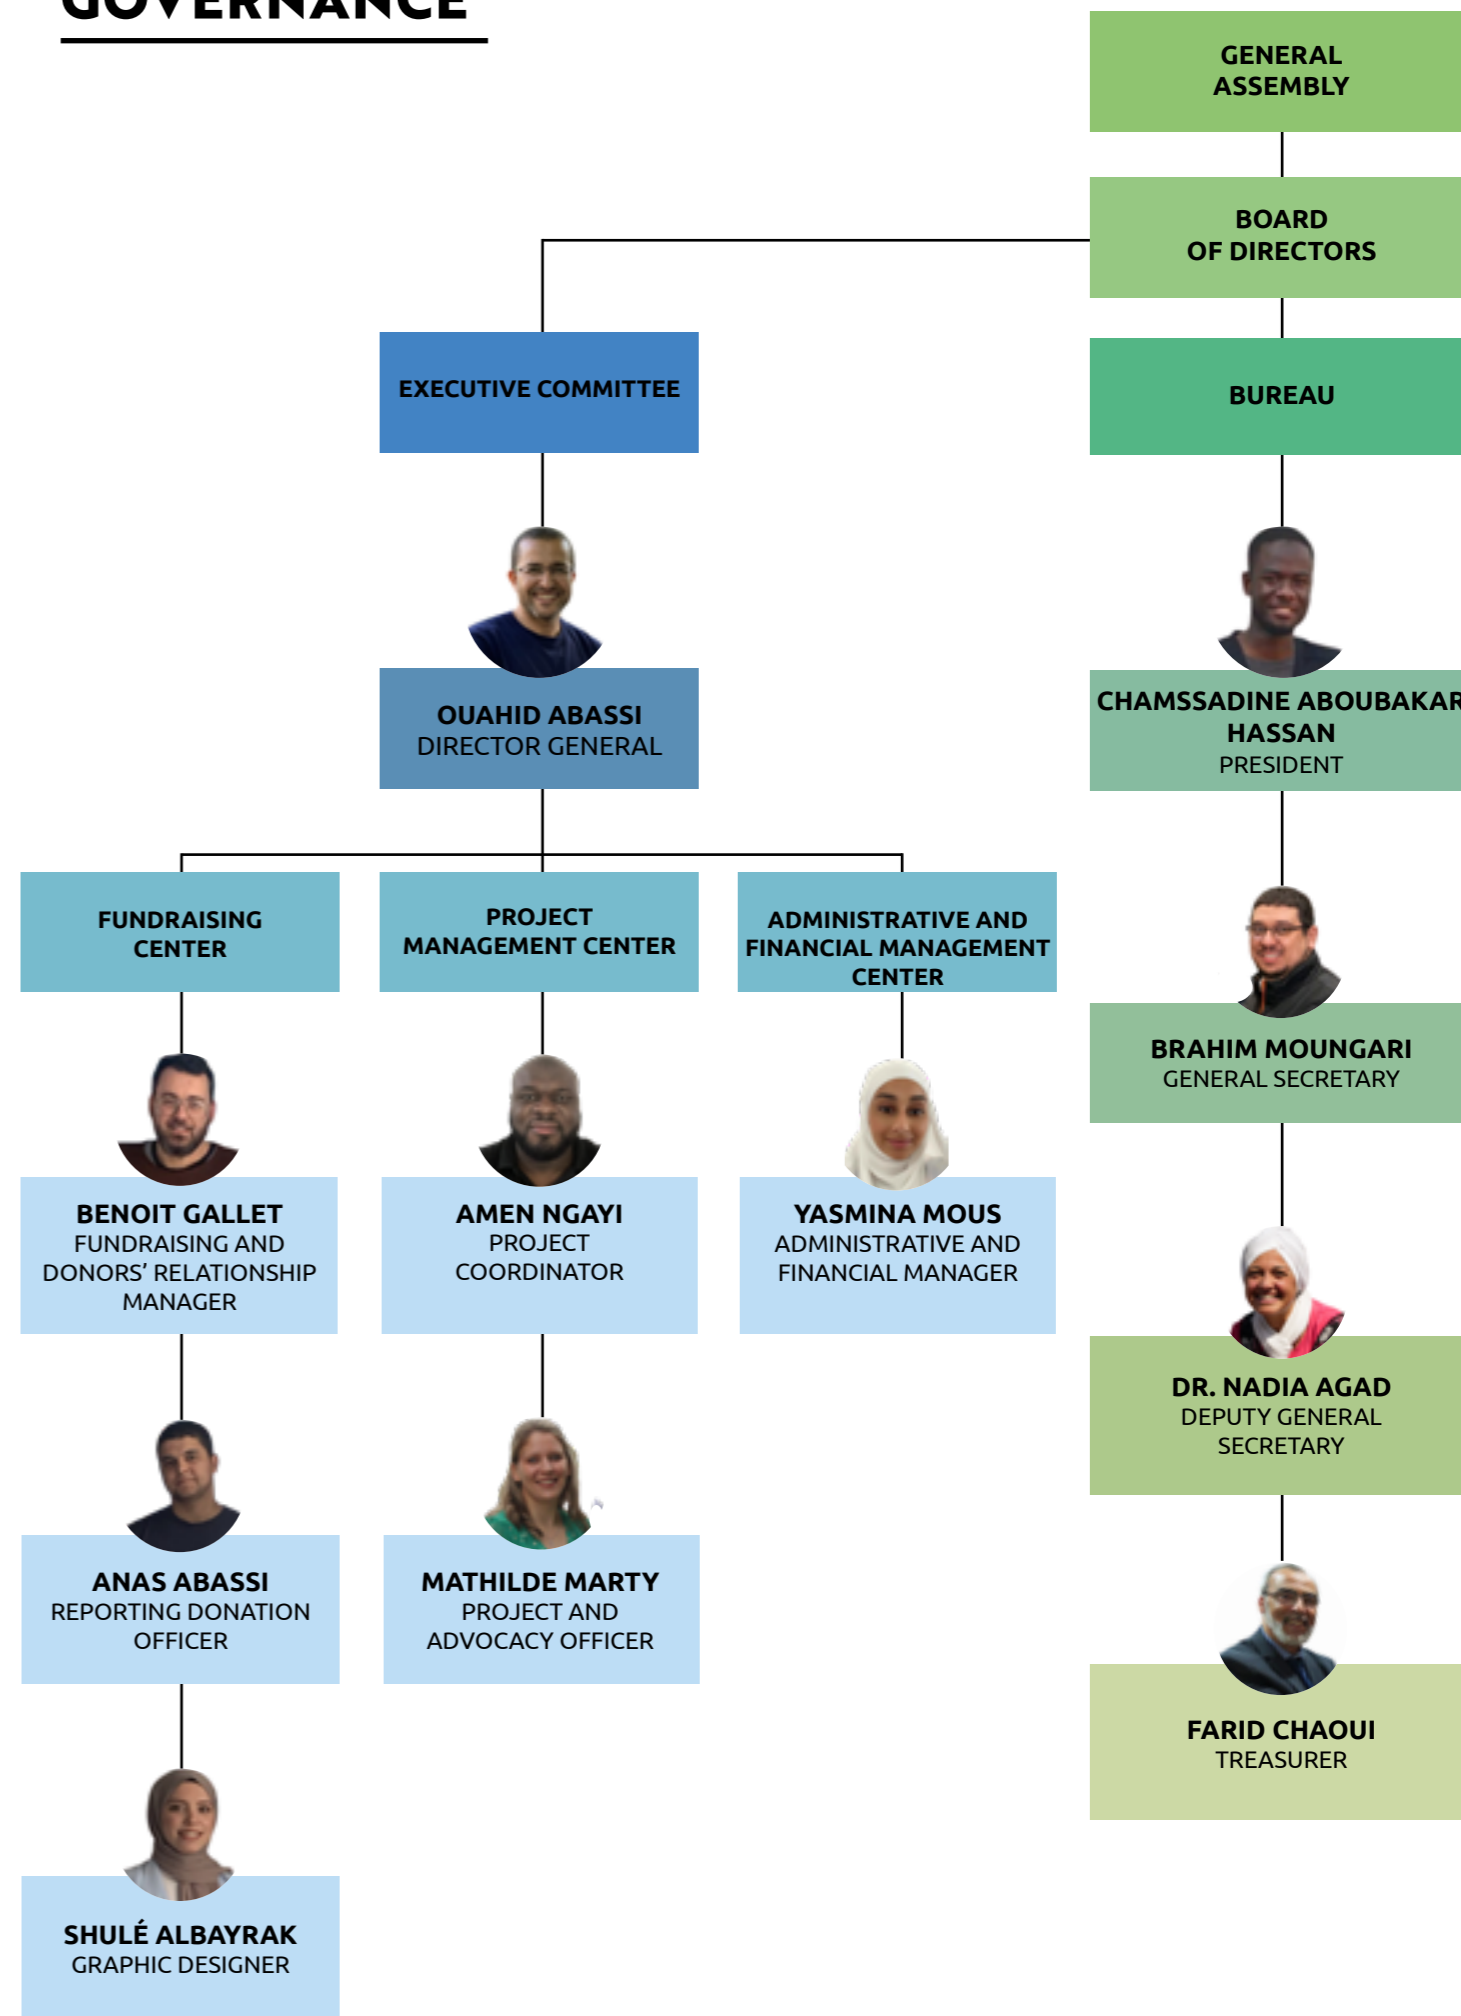 GOVERNANCE
GENERAL
ASSEMBLY
BOARD
OF DIRECTORS
EXECUTIVE COMMITTEE
BUREAU
OUAHID ABASSI
DIRECTOR GENERAL
CHAMSSADINE ABOUBAKAR
HASSAN
PRESIDENT
FUNDRAISING
CENTER
PROJECT
MANAGEMENT CENTER
ADMINISTRATIVE AND
FINANCIAL MANAGEMENT
CENTER
BRAHIM MOUNGARI
GENERAL SECRETARY
BENOIT GALLET
FUNDRAISING AND
DONORS’ RELATIONSHIP
MANAGER
AMEN NGAYI
PROJECT
COORDINATOR
YASMINA MOUS
ADMINISTRATIVE AND
FINANCIAL MANAGER
DR. NADIA AGAD
DEPUTY GENERAL
SECRETARY
ANAS ABASSI
REPORTING DONATION
OFFICER
MATHILDE MARTY
PROJECT AND
ADVOCACY OFFICER
FARID CHAOUI
TREASURER
SHULÉ ALBAYRAK
GRAPHIC DESIGNER